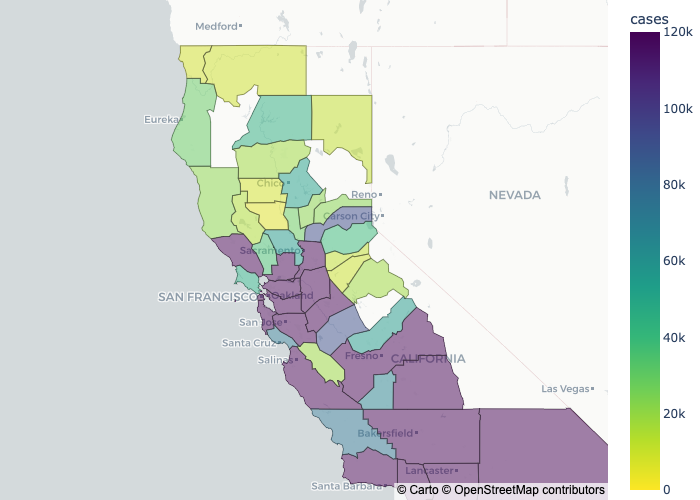 cases
Medford
120k
100k
Eureka
80k
Chico
Reno
NEVADA
Carson City
Sacramento
60k
SAN FRANCISCO
Oakland
San Jose
40k
Santa Cruz
Salinas
Fresno
CALIFORNIA
Las Vegas
20k
Bakersfield
Lancaster
Santa Barbara
© Carto © OpenStreetMap contributors
0